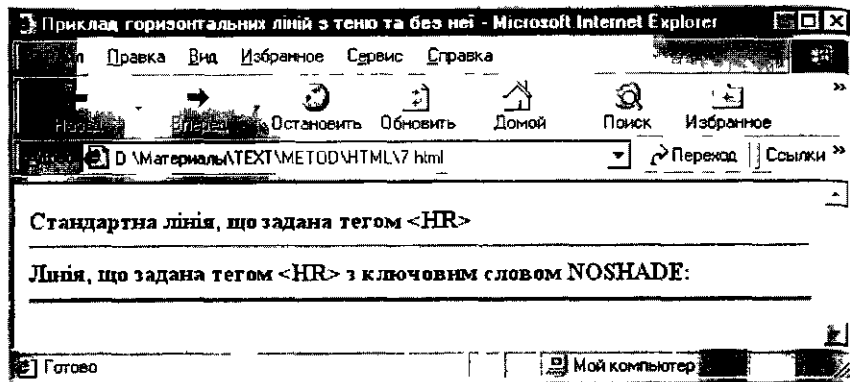 Приклад горизонтальних ліній з теню та без неї - Microsoft Internet Explorer
Правка Вид Избранное Сервис Справка
Остановить Обновить Домой Поиск Избранное »
D \Материалы\TEXT\METOD\HTML\7 html Переход Ссылки »
Стандартна лінія, що задана тегом <HR>
Лінія, що задана тегом <HR> з ключовим словом NOSHADE:
Готово Мой компьютер